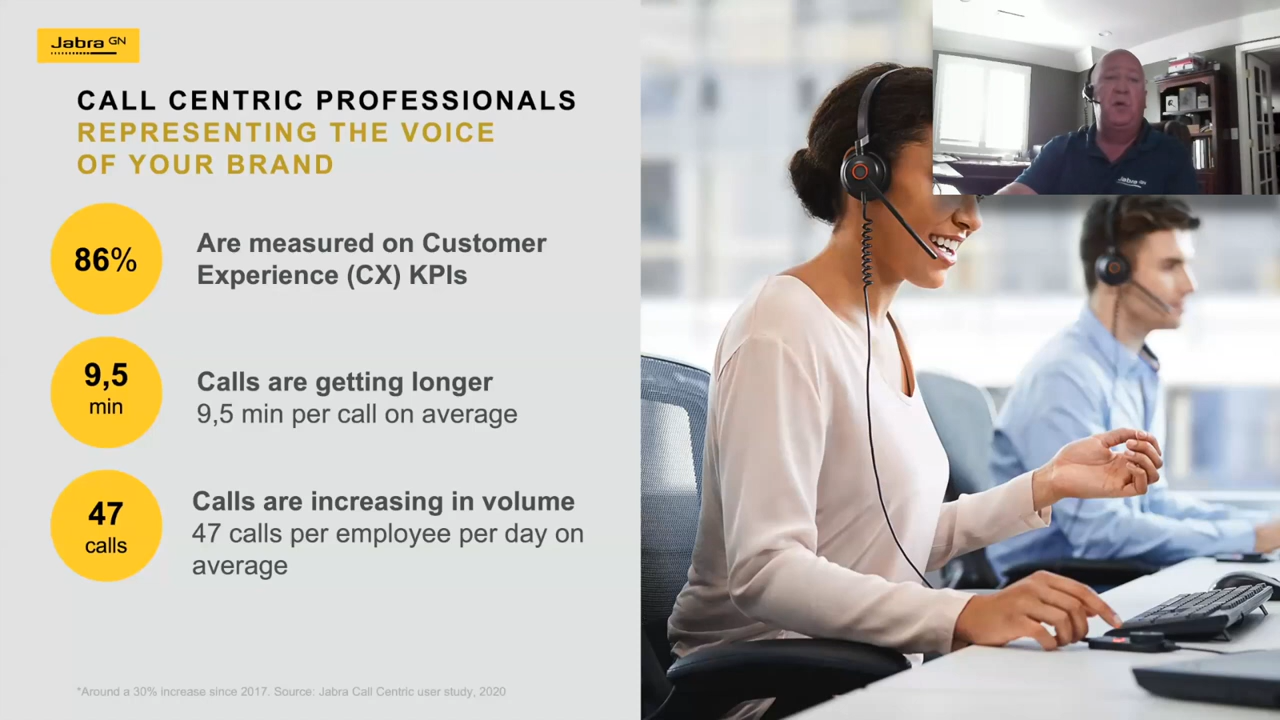 Jabra GN
CALL CENTRIC PROFESSIONALS
REPRESENTING THE VOICE
OF YOUR BRAND
86%
Are measured on Customer
Experience (CX) KPIs
9,5
min
Calls are getting longer
9,5 min per call on average
47
calls
Calls are increasing in volume
47 calls per employee per day on
average
*Around a 30% increase since 2017. Source: Jabra Call Centric user study, 2020
Jabra GN